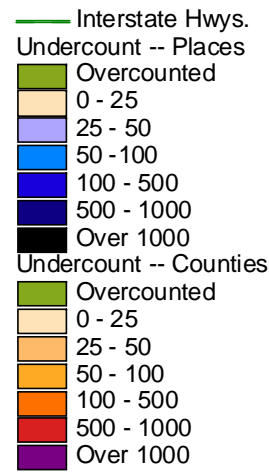 Interstate Hwys.
Undercount -- Places
Overcounted
0 - 25
25 - 50
50 -100
100 - 500
500 - 1000
Over 1000
Undercount -- Counties
Overcounted
0 - 25
25 - 50
50 - 100
100 - 500
500 - 1000
Over 1000